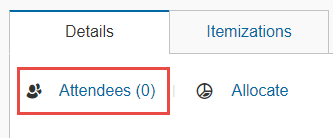 Details Itemizations
Attendees (0) Allocate